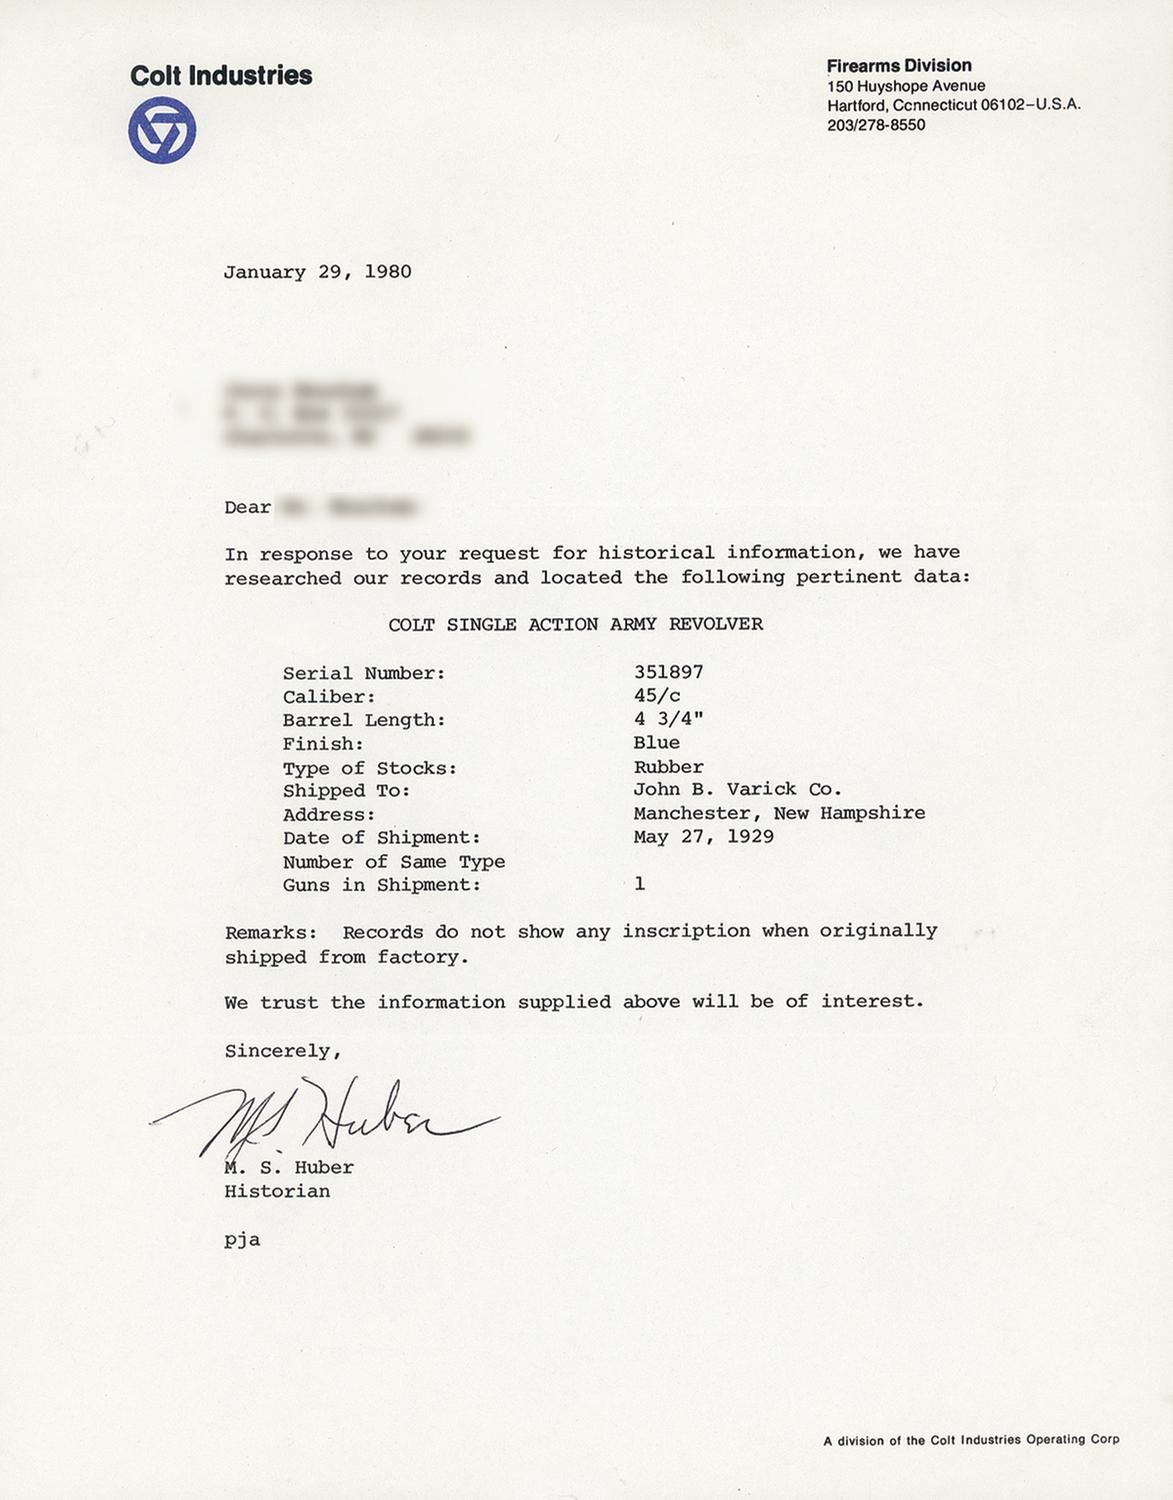 Colt Industries
Firearms Division
150 Huyshope Avenue
Hartford, Connecticut 06102–U.S.A.
203/278-8550
January 29, 1980
Dear
In response to your request for historical information, we have
researched our records and located the following pertinent data:
COLT SINGLE ACTION ARMY REVOLVER
Serial Number: 351897
Caliber: 45/c
Barrel Length: 4 3/4"
Finish: Blue
Type of Stocks: Rubber
Shipped To: John B. Varick Co.
Address: Manchester, New Hampshire
Date of Shipment: May 27, 1929
Number of Same Type
Guns in Shipment: 1
Remarks: Records do not show any inscription when originally
shipped from factory.
We trust the information supplied above will be of interest.
Sincerely,
MS Huber
M. S. Huber
Historian
pja
A division of the Colt Industries Operating Corp